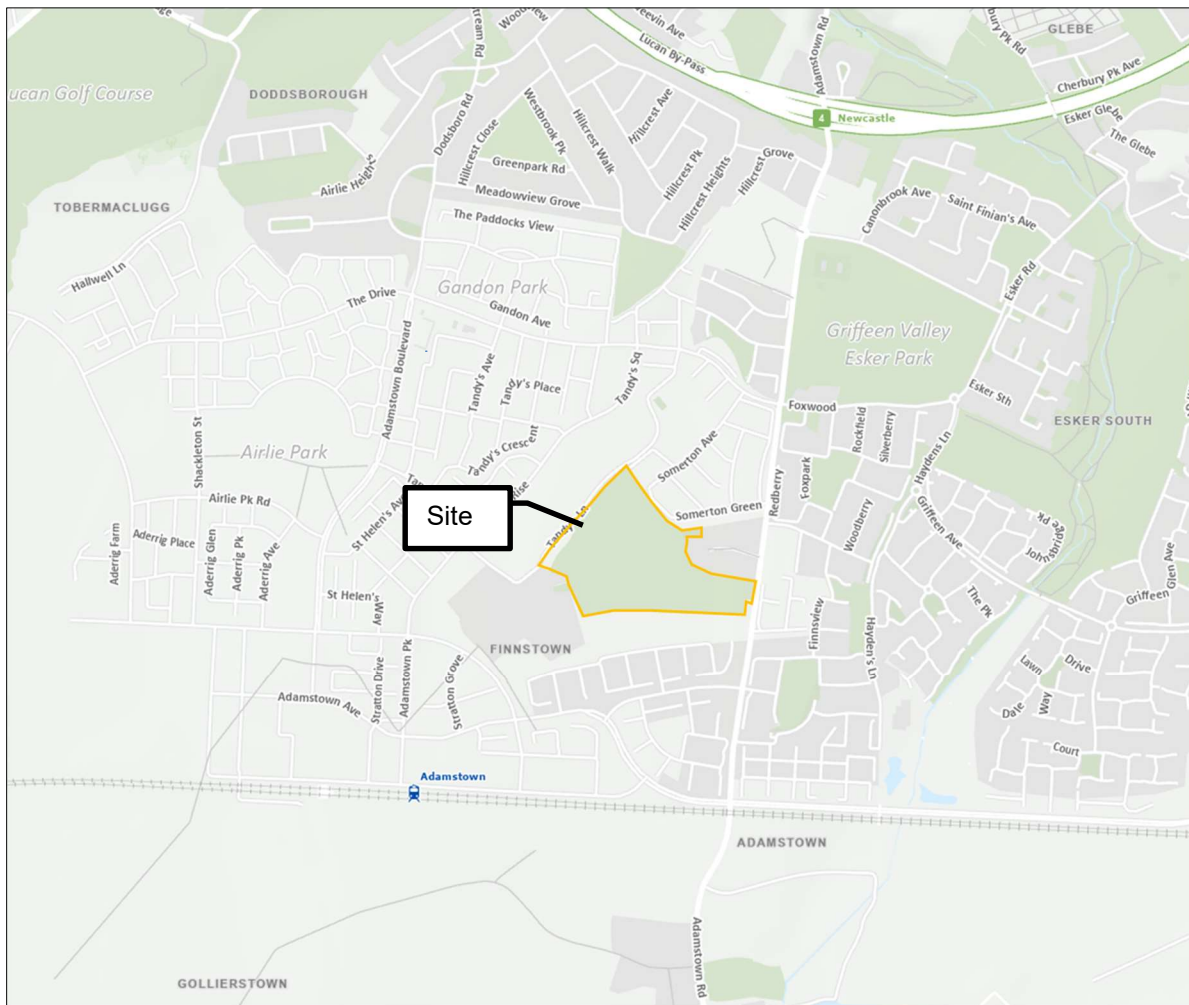 GLEBE
Lucan By-Pass
Adamstown Rd
Cherbury Pk Ave
4
Newcastle
Esker Glebe
The Glebe
ucan Golf Course
DODDSBOROUGH
Dodsboro Rd
Hillcrest Close
Westbrook Pk
Hillcrest Walk
Hillcrest Ave
Hillcrest Pk
Hillcrest Heights
Hillcrest Grove
Greenpark Rd
Airlie Heights
Meadowview Grove
The Paddocks View
TOBERMACLUGG
Canonbrook Ave
Saint Finian's Ave
Esker Rd
Hallwell Ln
The Drive
Gandon Park
Gandon Ave
Griffeen Valley
Esker Park
Adamstown Boulevard
Tandy's Ave
Tandy's Place
Tandy's Sq
Foxwood
Esker Sth
ESKER SOUTH
Rockfield
Silverberry
Haydens Ln
Shackleton St
Airlie Park
Tandy's Crescent
Somerton Ave
Foxpark
Redberry
Woodberry
Griffeen Ave
Johnsbridge Pk
Airlie Pk Rd
St Helen's Ave
Rise
Site
Somerton Green
Aderrig Farm
Aderrig Place
Aderrig Glen
Aderrig Pk
Aderrig Ave
St Helen's
Way
The Pk
Griffeen
Glen Ave
FINNSTOWN
Finnsview
Hayden's Ln
Stratton Drive
Adamstown Pk
Stratton Grove
Adamstown Ave
Lawn
Drive
Dale
Way
Court
Adamstown
ADAMSTOWN
Adamstown Rd
GOLLIERSTOWN